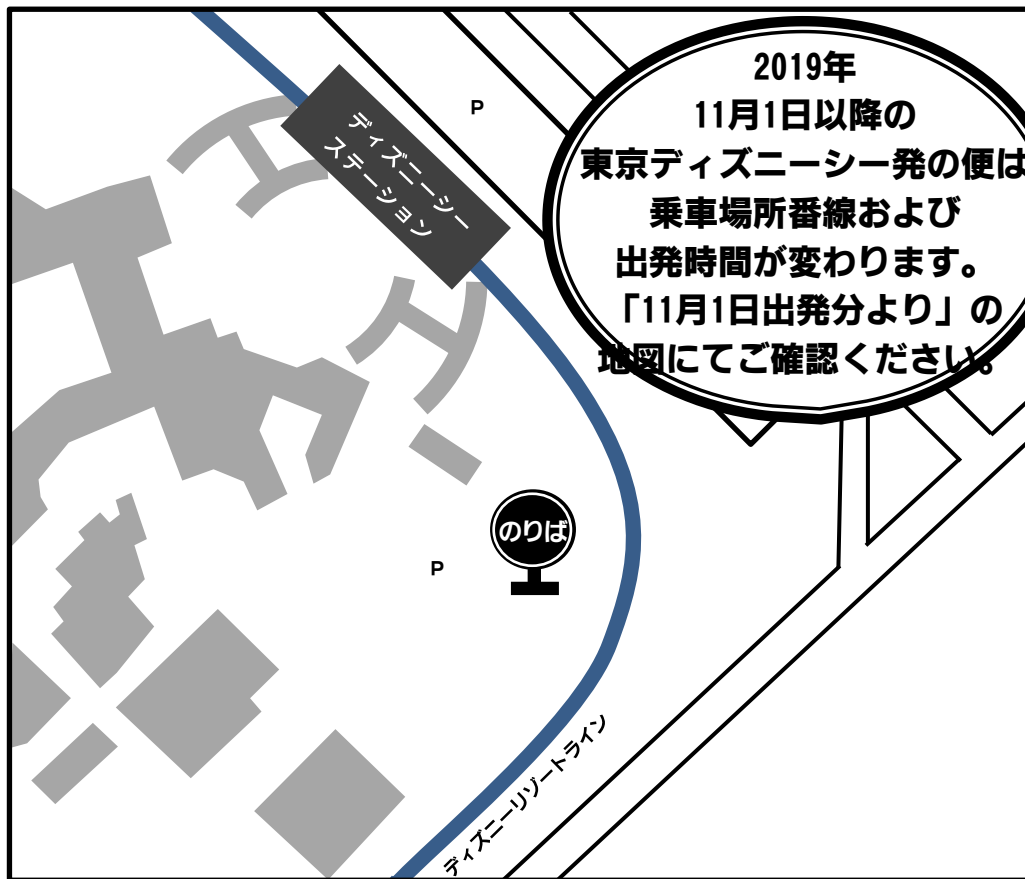 P
2019年
11月1日以降の
東京ディズニーシー発の便は
乗車場所番線および
出発時間が変わります。
「11月1日出発分より」の
地図にてご確認ください。
ディズニーシー
ステーション
のりば
P
ディズニーリゾートライン